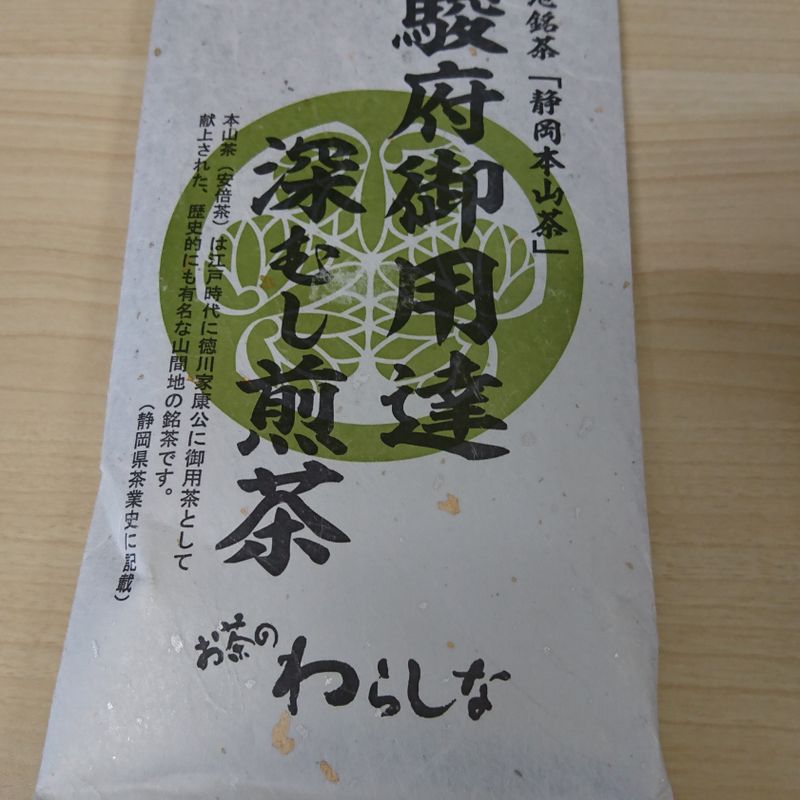 銘茶「静岡本山茶」
駿府御用達
深むし煎茶
本山茶(安倍茶)は江戸時代に徳川家康公に御用茶として
献上された、歴史的にも有名な山間地の銘茶です。
(静岡県茶業史に記載)
お茶の
わらしな